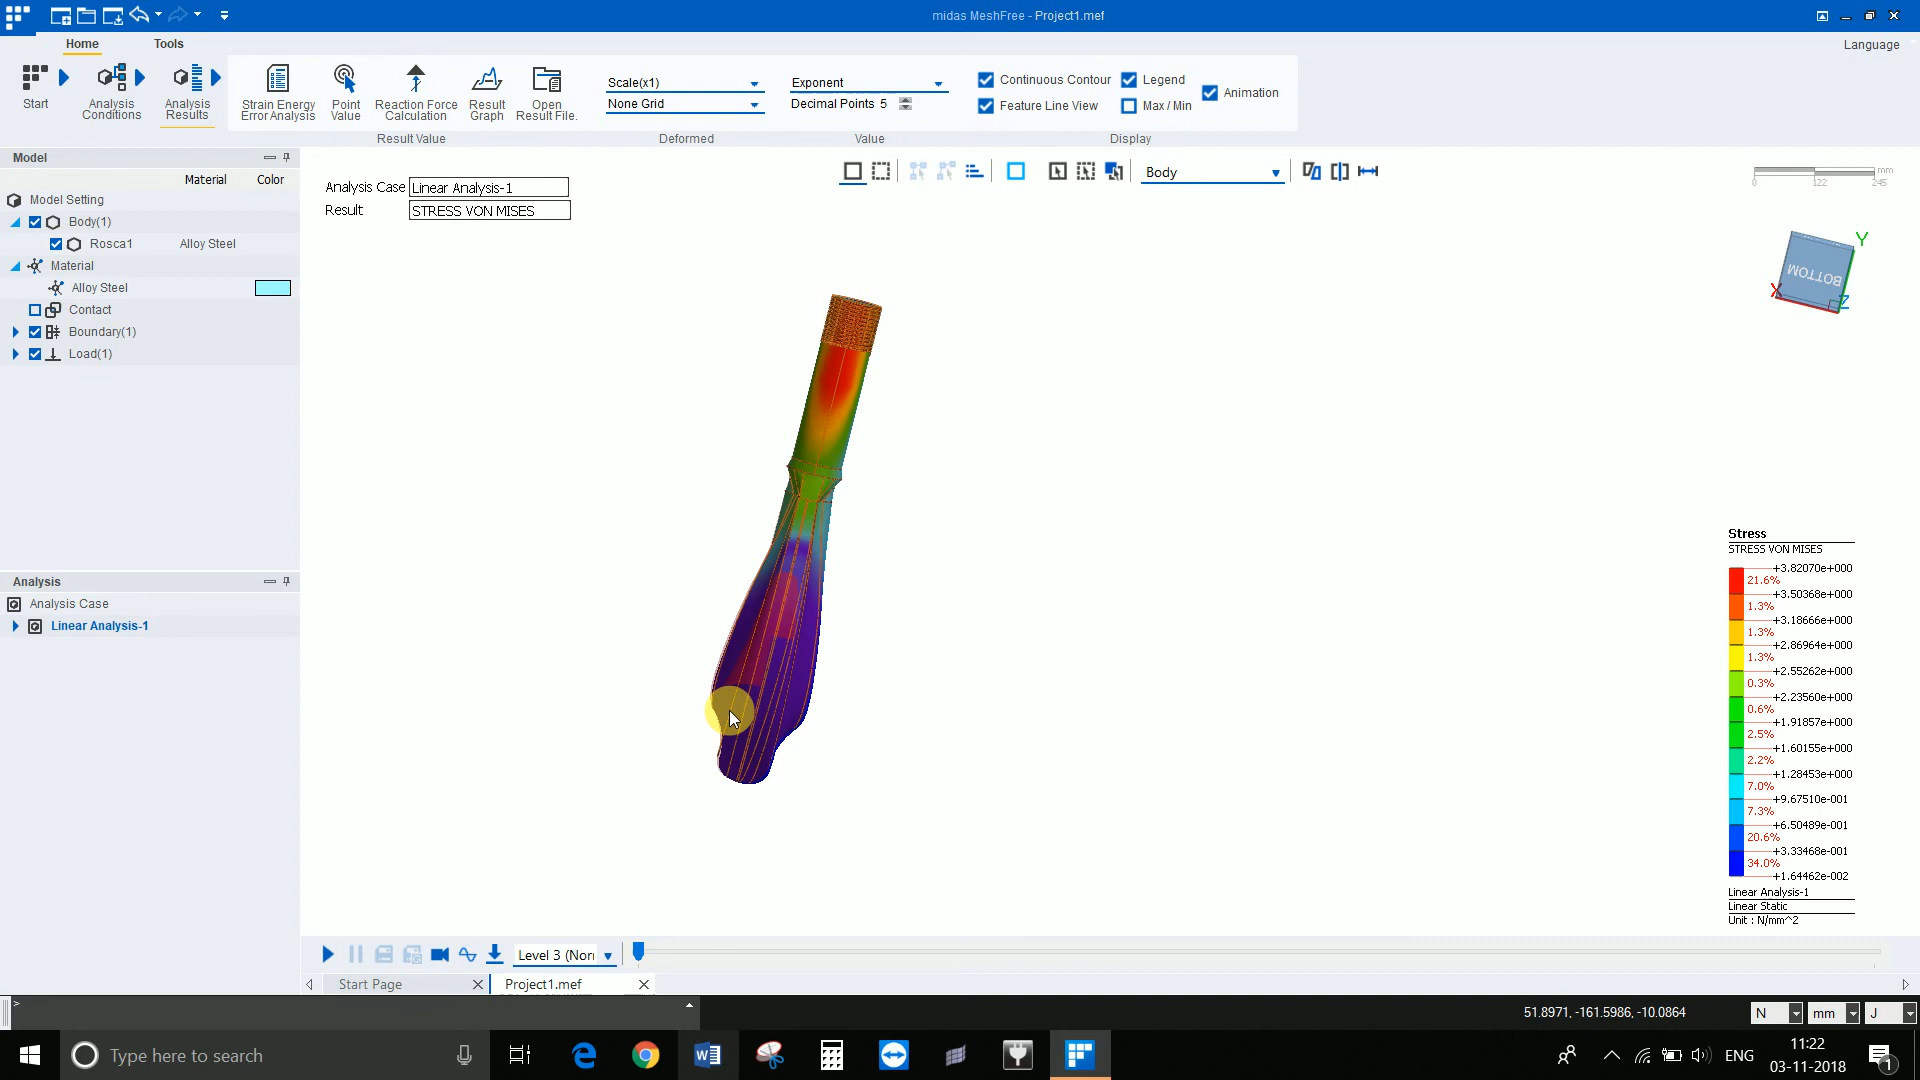 midas MeshFree - Project1.mef
Home
Tools
Language
Start
Analysis
Conditions
Analysis
Results
Strain Energy
Error Analysis
Point
Value
Reaction Force
Calculation
Result
Graph
Open
Result File.
Result Value
Scale(x1)
None Grid
Deformed
Exponent
Decimal Points 5
Value
Continuous Contour
Legend
Feature Line View
Max / Min
Animation
Display
Model
Material
Color
Model Setting
Body(1)
Rosca1
Alloy Steel
Material
Alloy Steel
Contact
Boundary(1)
Load(1)
Analysis
Analysis Case
Linear Analysis-1
Analysis Case
Linear Analysis-1
Result
STRESS VON MISES
Body
mm
0
122
245
Y
BOTTOM
X
Z
Stress
STRESS VON MISES
+3.82070e+000
21.6%
+3.50368e+000
1.3%
+3.18666e+000
1.3%
+2.86964e+000
1.3%
+2.55262e+000
0.3%
+2.23560e+000
0.6%
+1.91857e+000
2.5%
+1.60155e+000
2.2%
+1.28453e+000
7.0%
+9.67510e-001
7.3%
+6.50489e-001
20.6%
+3.33468e-001
34.0%
+1.64462e-002
Linear Analysis-1
Linear Static
Unit : N/mm^2
Level 3 (Nor
Start Page
Project1.mef
>
51.8971, -161.5986, -10.0864
N
mm
J
Type here to search
ENG
11:22
03-11-2018
1